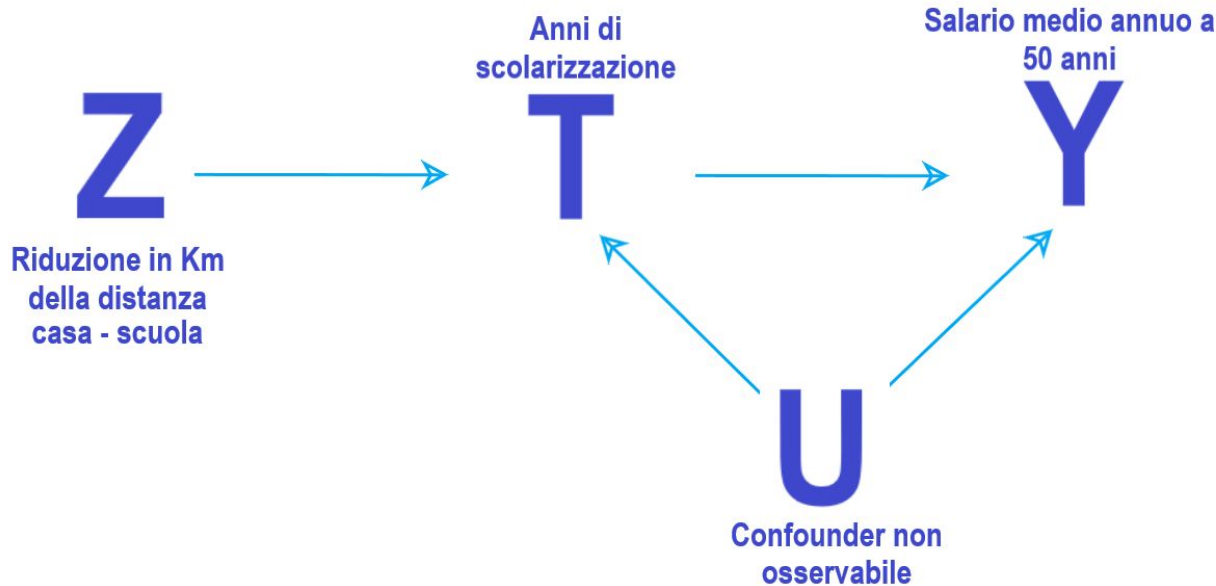 Z
Riduzione in Km
della distanza
casa - scuola
Anni di
scolarizzazione
T
Salario medio annuo a
50 anni
Y
U
Confounder non
osservabile